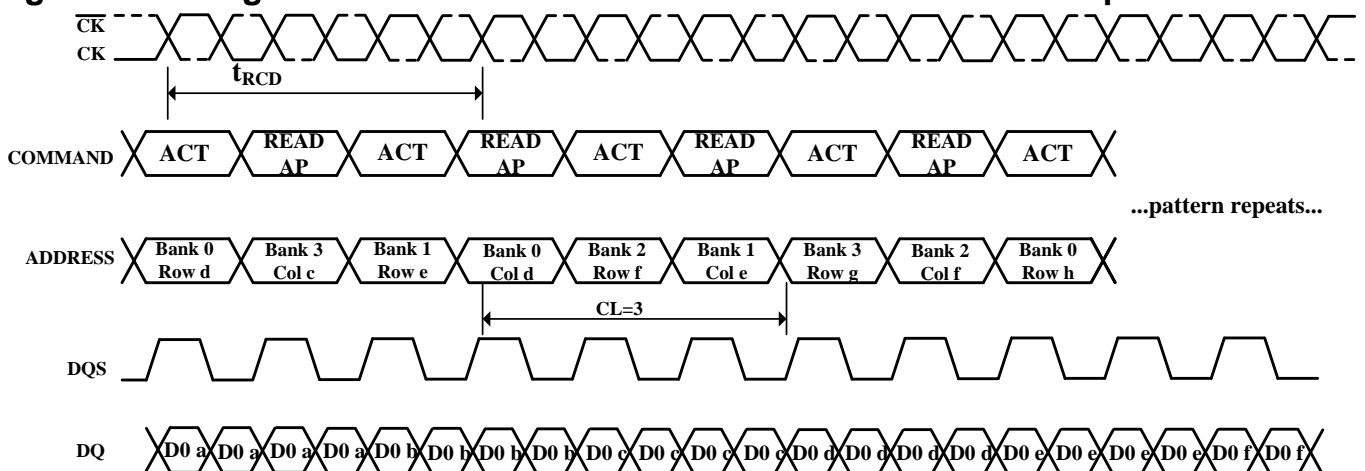 CK
CK
tRCD
COMMAND ACT READ AP ACT READ AP ACT READ AP ACT READ AP ACT
...pattern repeats...
ADDRESS Bank 0 Row d Bank 3 Col c Bank 1 Row e Bank 0 Col d Bank 2 Row f Bank 1 Col e Bank 3 Row g Bank 2 Col f Bank 0 Row h
CL=3
DQS
DQ D0 a D0 a D0 a D0 a D0 b D0 b D0 b D0 b D0 c D0 c D0 c D0 c D0 d D0 d D0 d D0 d D0 e D0 e D0 e D0 e D0 f D0 f